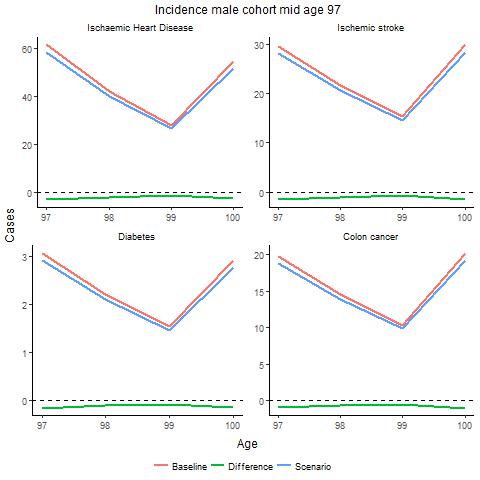 Incidence male cohort mid age 97
Ischaemic Heart Disease
Ischemic stroke
60
40
20
0
97 98 99 100
30
20
10
0
97 98 99 100
Cases
Diabetes
Colon cancer
3
2
1
0
97 98 99 100
20
15
10
5
0
97 98 99 100
Age
Baseline Difference Scenario